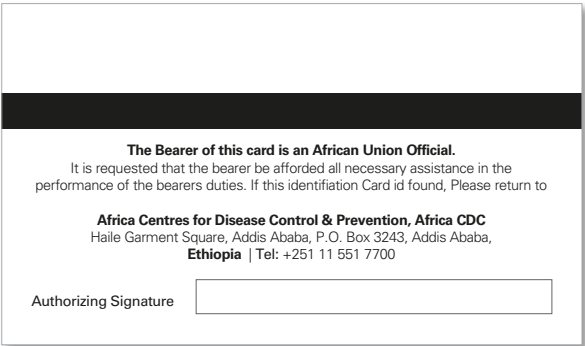 The Bearer of this card is an African Union Official.
It is requested that the bearer be afforded all necessary assistance in the
performance of the bearers duties. If this identifiation Card id found, Please return to
Africa Centres for Disease Control & Prevention, Africa CDC
Haile Garment Square, Addis Ababa, P.O. Box 3243, Addis Ababa,
Ethiopia | Tel: +251 11 551 7700
Authorizing Signature